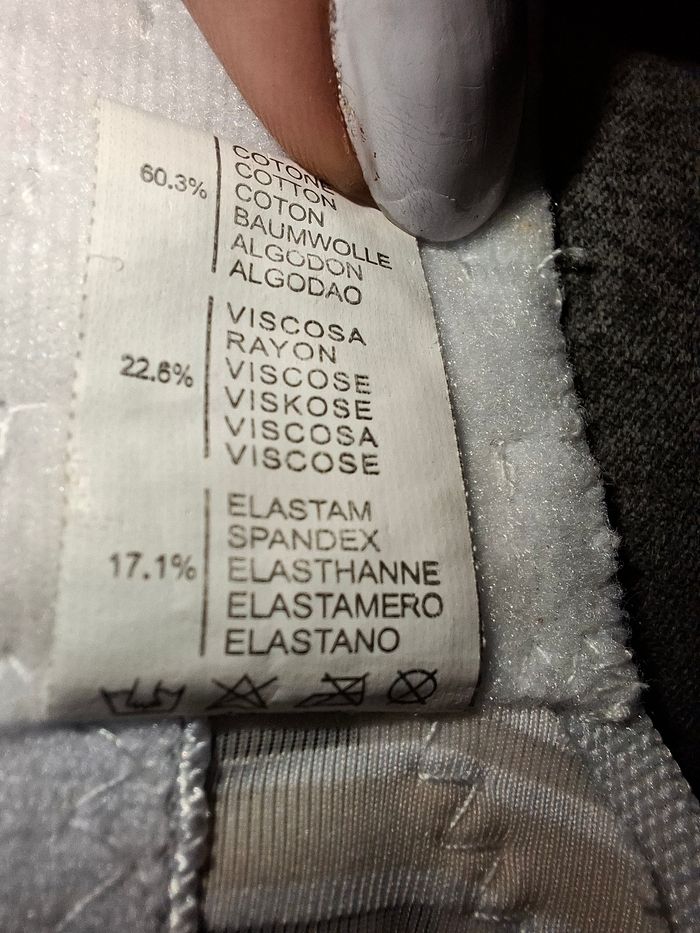 60.3%
COTONE
COTTON
COTON
BAUMWOLLE
ALGODON
ALGODAO
22.6%
VISCOSA
RAYON
VISCOSE
VISKOSE
VISCOSA
VISCOSE
17.1%
ELASTAM
SPANDEX
ELASTHANNE
ELASTAMERO
ELASTANO